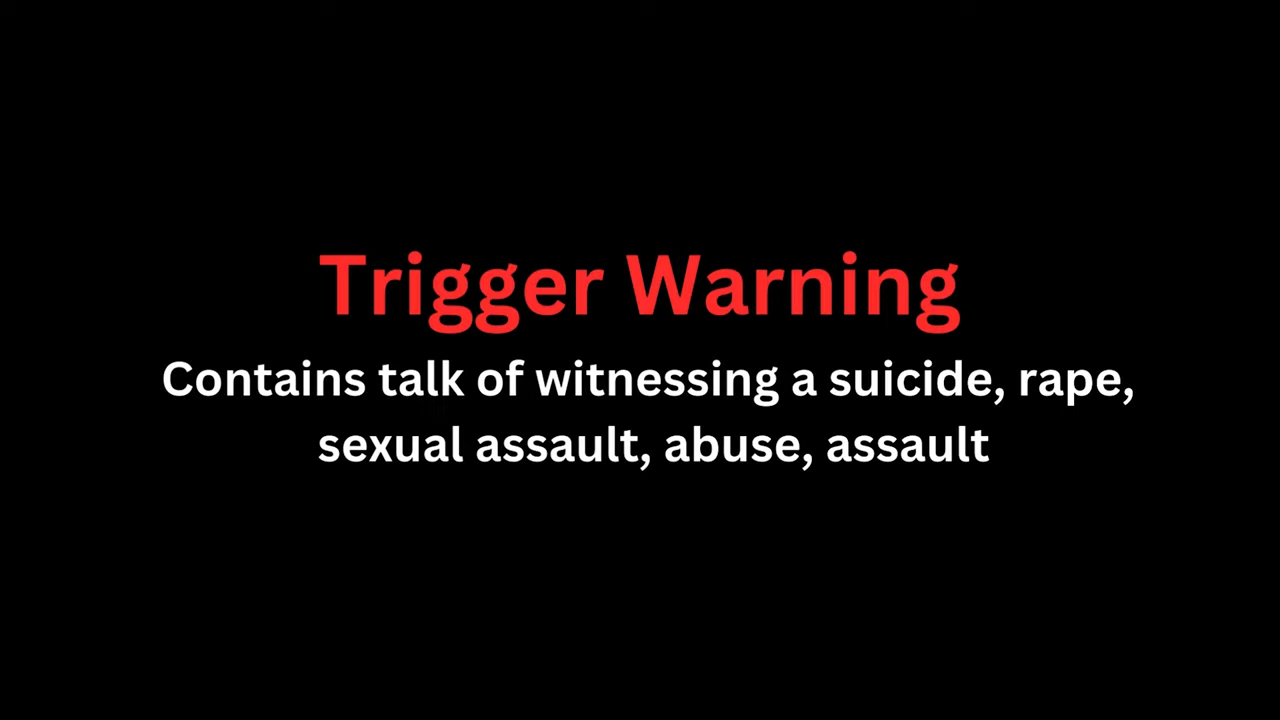 Trigger Warning
Contains talk of witnessing a suicide, rape,
sexual assault, abuse, assault